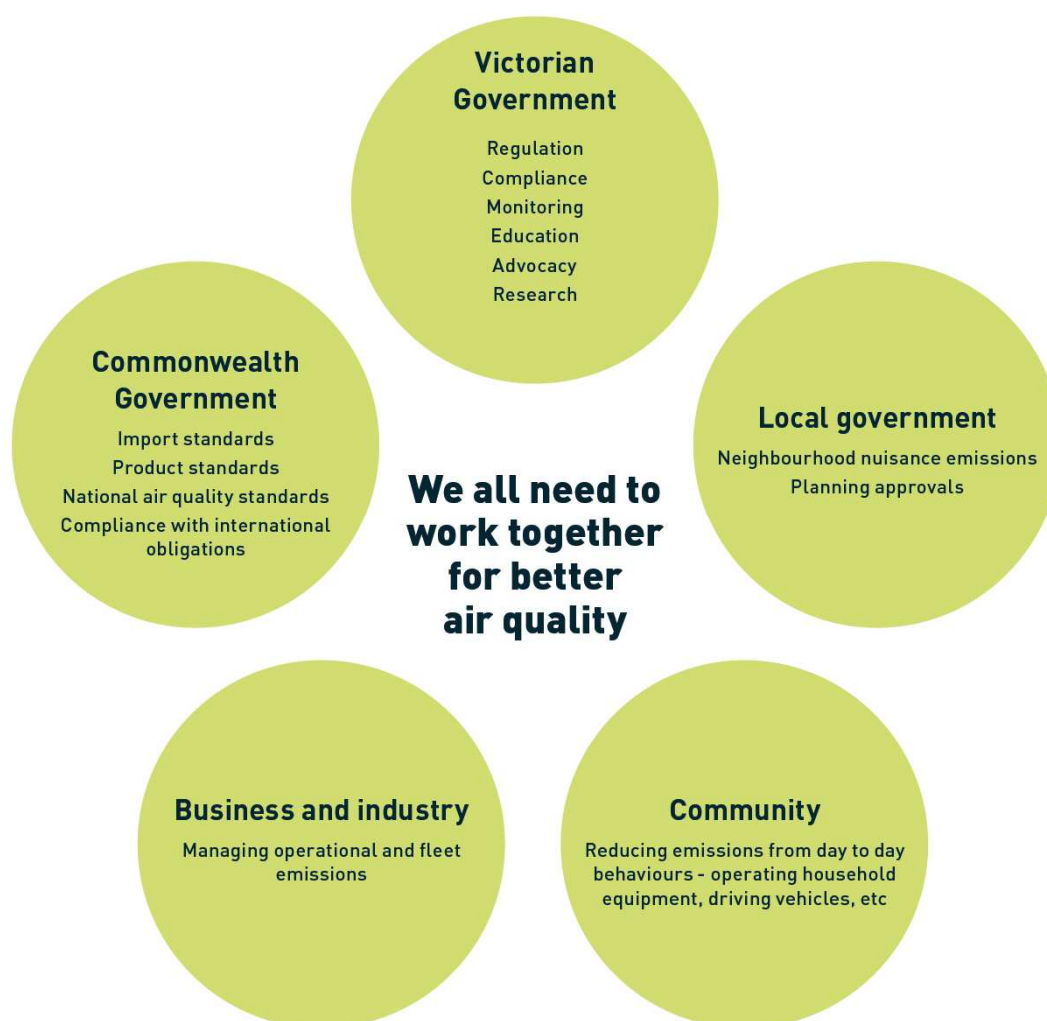 Victorian
Government
Regulation
Compliance
Monitoring
Education
Advocacy
Research
Commonwealth
Government
Import standards
Product standards
National air quality standards
Compliance with international
obligations
Local government
Neighbourhood nuisance emissions
Planning approvals
We all need to
work together
for better
air quality
Business and industry
Managing operational and fleet
emissions
Community
Reducing emissions from day to day
behaviours - operating household
equipment, driving vehicles, etc